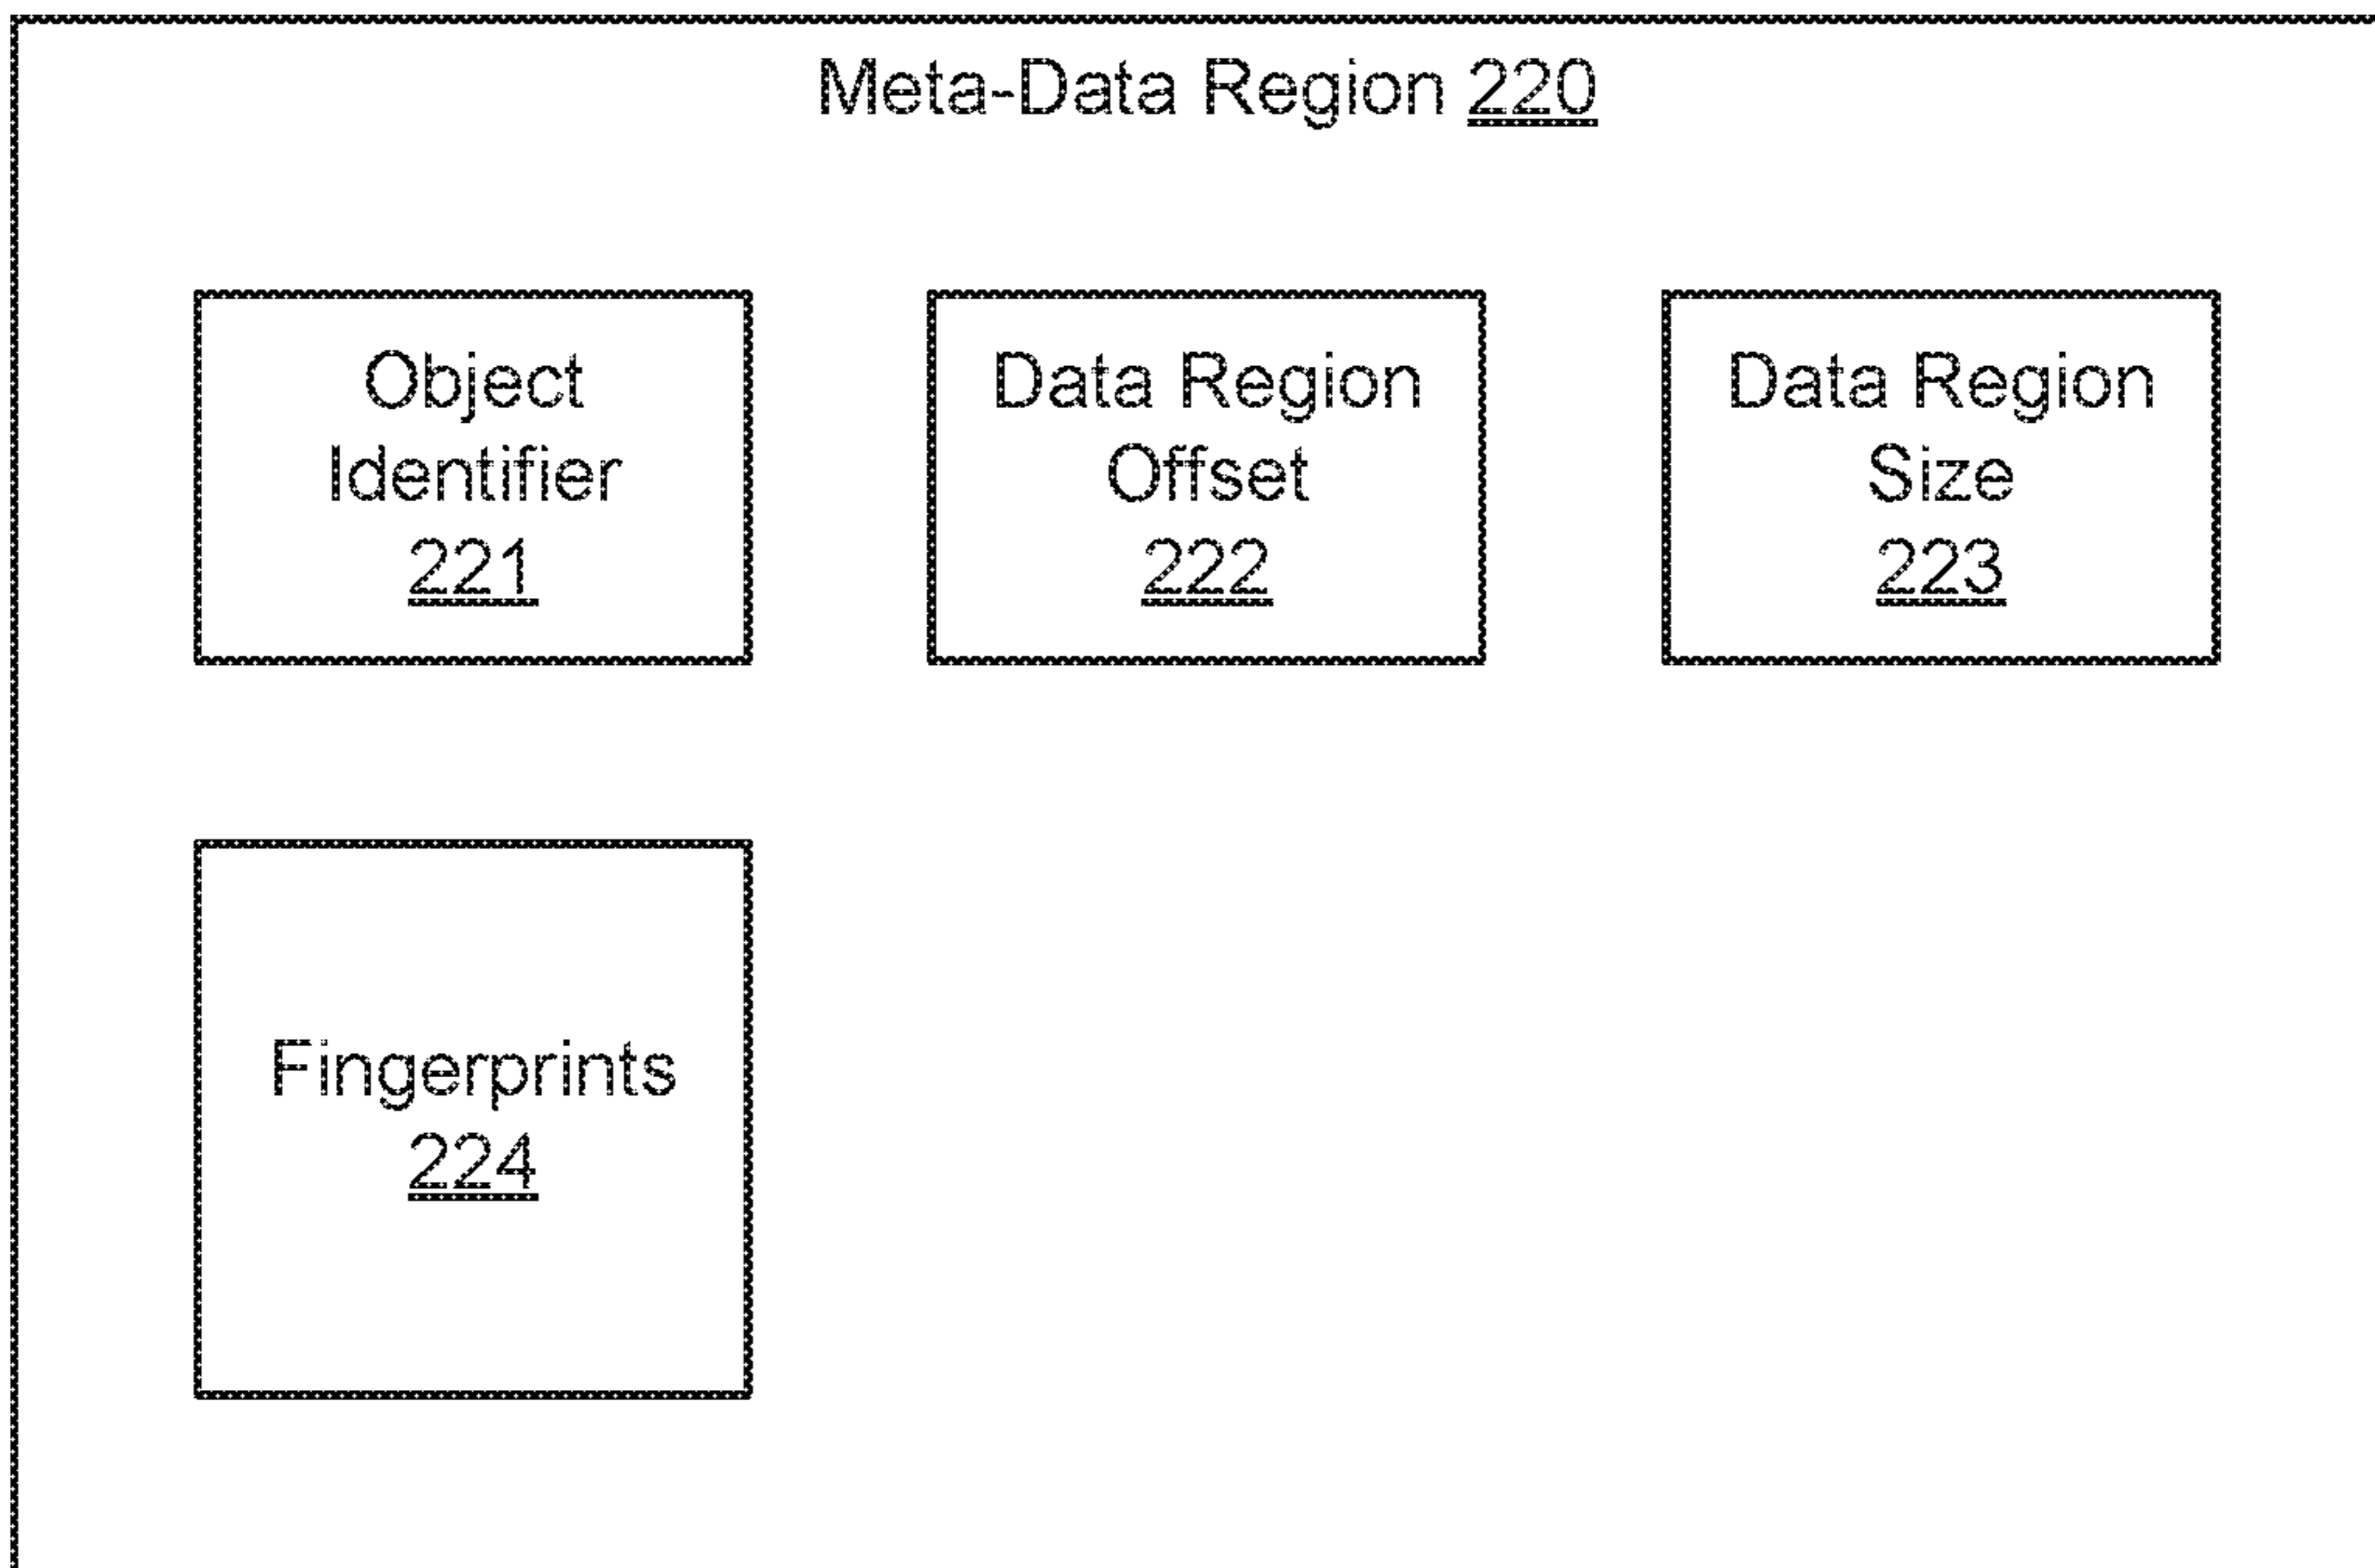 Meta-Data Region 220
Object
Identifier
221
Data Region
Offset
222
Data Region
Size
223
Fingerprints
224